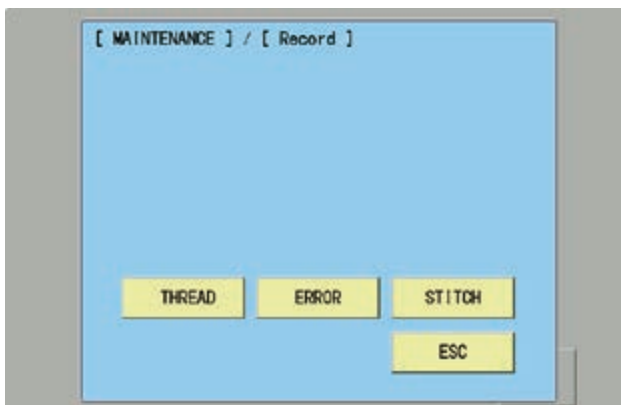 [ MAINTENANCE ] / [ Record ]
THREAD ERROR STITCH
ESC